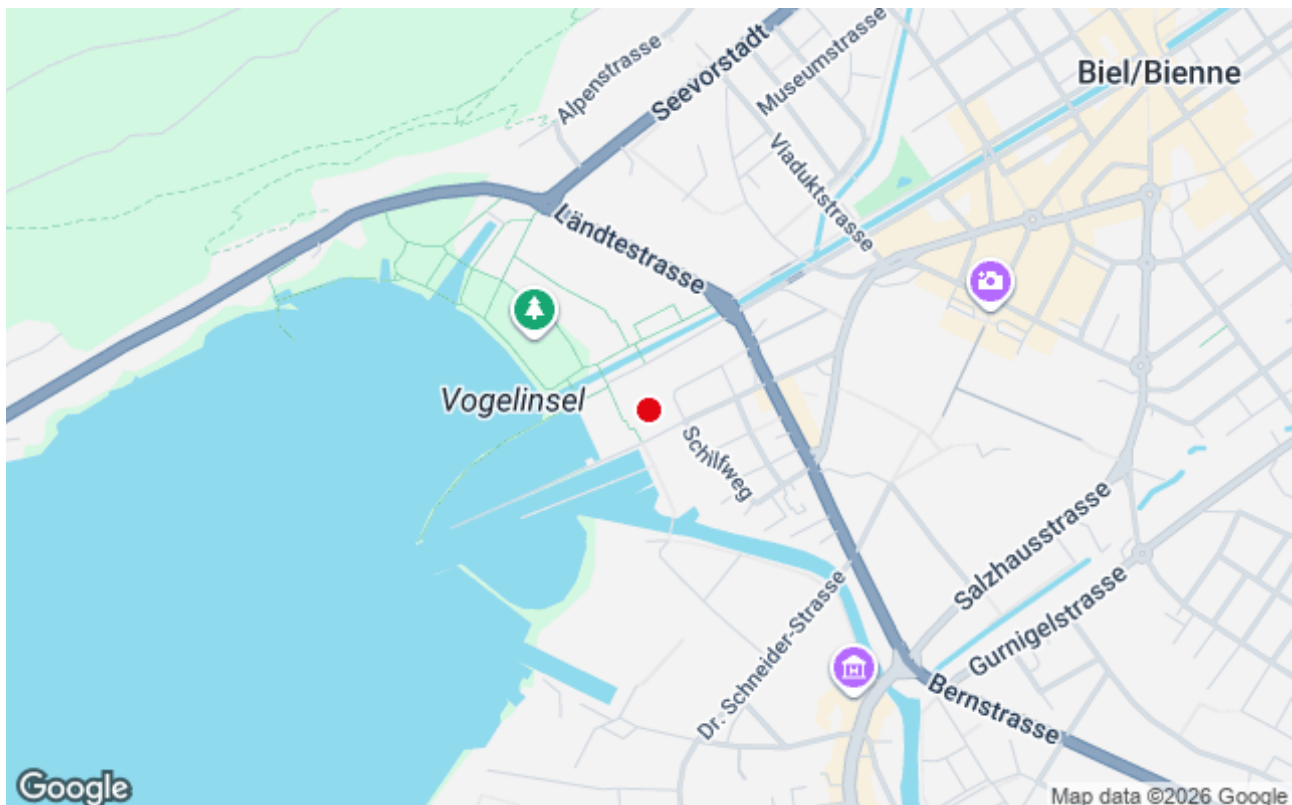 Biel/Bienne
Alpenstrasse
Seevorstadt
Museumstrasse
Viaduktstrasse
Ländtestrasse
Vogelinsel
Schilfweg
Salzhausstrasse
Gurnigelstrasse
Dr. Schneider-Strasse
Bernstrasse
Google
Map data ©2026 Google